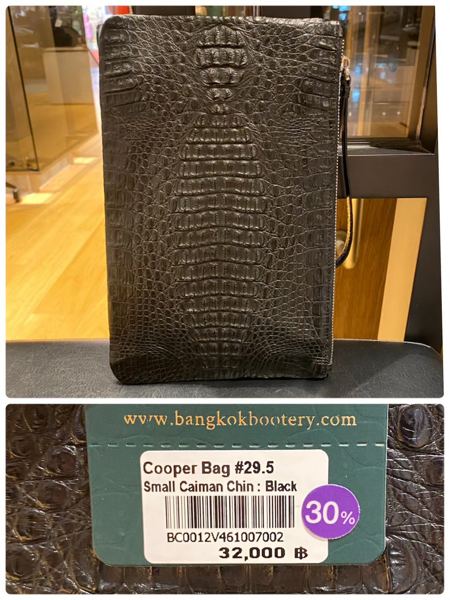 www.bangkokbootery.com
Cooper Bag #29.5
Small Caiman Chin : Black
BC0012V461007002
32,000 ฿
30%